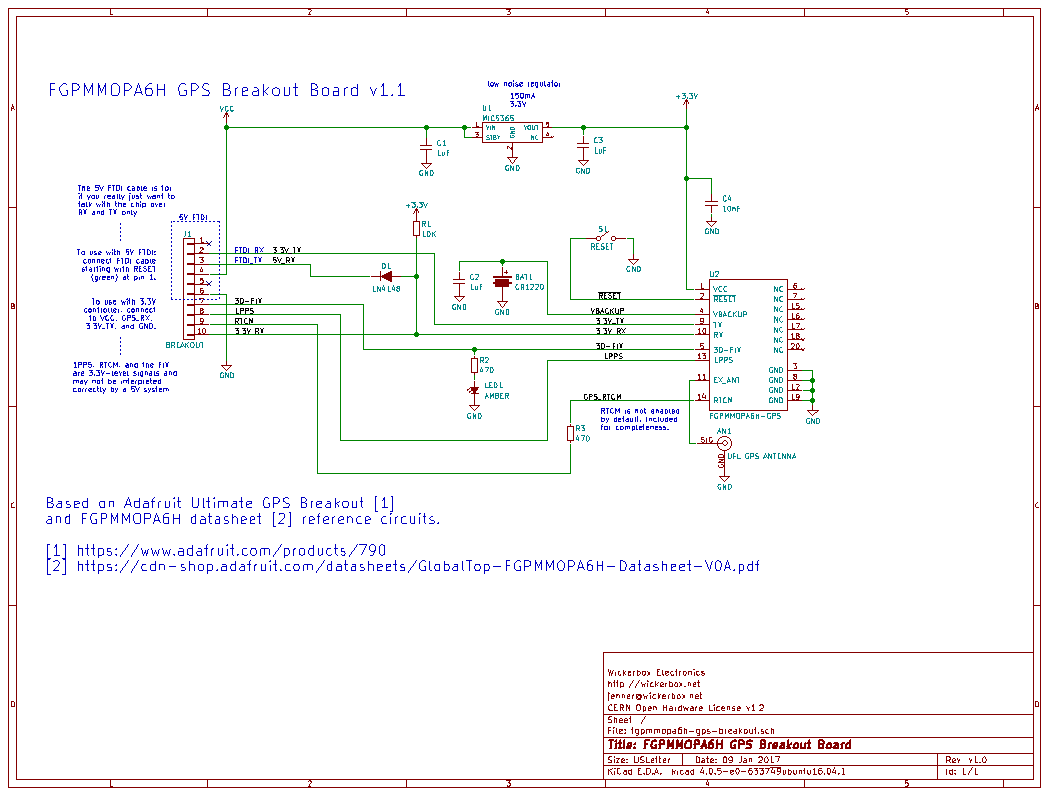 1 2 3 4 5
A
B
C
D
FGPMMOPA6H GPS Breakout Board v1.1
low noise regulator
150mA
3.3V
U1
MIC5365
VIN
STBY
GND
VOUT
NC
1
3
2
5
4
VCC
+3.3V
C1
1uF
GND
GND
C3
1uF
GND
C4
10nF
GND
The 5V FTDI cable is for
if you really just want to
talk with the chip over
RX and TX only
To use with 5V FTDI:
connect FTDI cable
starting with RESET
(green) at pin 1.
To use with 3.3V
controller, connect
to VCC, GPS_RX,
3.3V_TX, and GND.
1PPS, RTCM, and the FIX
are 3.3V-level signals and
may not be interpreted
correctly by a 5V system
5V FTDI
J1
1
2
3
4
5
6
7
8
9
10
BREAKOUT
FTDI_RX 3.3V_TX
FTDI_TX 5V_RX
3D-FIX
1PPS
RTCM
3.3V_RX
GND
+3.3V
R1
10K
D1
1N4148
C2
1uF
GND
BAT1
CR1220
GND
S1
RESET
GND
RESET
VBACKUP
3.3V_TX
3.3V_RX
3D-FIX
1PPS
GPS_RTCM
R2
470
LED1
AMBER
GND
R3
470
RTCM is not enabled
by default, included
for completeness.
U2
1 VCC
2 RESET
4 VBACKUP
9 TX
10 RX
5 3D-FIX
13 1PPS
11 EX_ANT
14 RTCM
NC 6
NC 7
NC 15
NC 16
NC 17
NC 18
NC 20
GND 3
GND 8
GND 12
GND 19
FGPMMOPA6H-GPS
GND
AN1
SIG
GND
UFL GPS ANTENNA
GND
Based on Adafruit Ultimate GPS Breakout [1]
and FGPMMOPA6H datasheet [2] reference circuits.
[1] https://www.adafruit.com/products/790
[2] https://cdn-shop.adafruit.com/datasheets/GlobalTop-FGPMMOPA6H-Datasheet-V0A.pdf
Wickerbox Electronics
http://wickerbox.net
jenner@wickerbox.net
CERN Open Hardware License v1.2
Sheet: /
File: fgpmmopa6h-gps-breakout.sch
Title: FGPMMOPA6H GPS Breakout Board
Size: USLetter Date: 09 Jan 2017 Rev: v1.0
KiCad E.D.A. kicad 4.0.5-e0-6337~49~ubuntu16.04.1 Id: 1/1
1 2 3 4 5